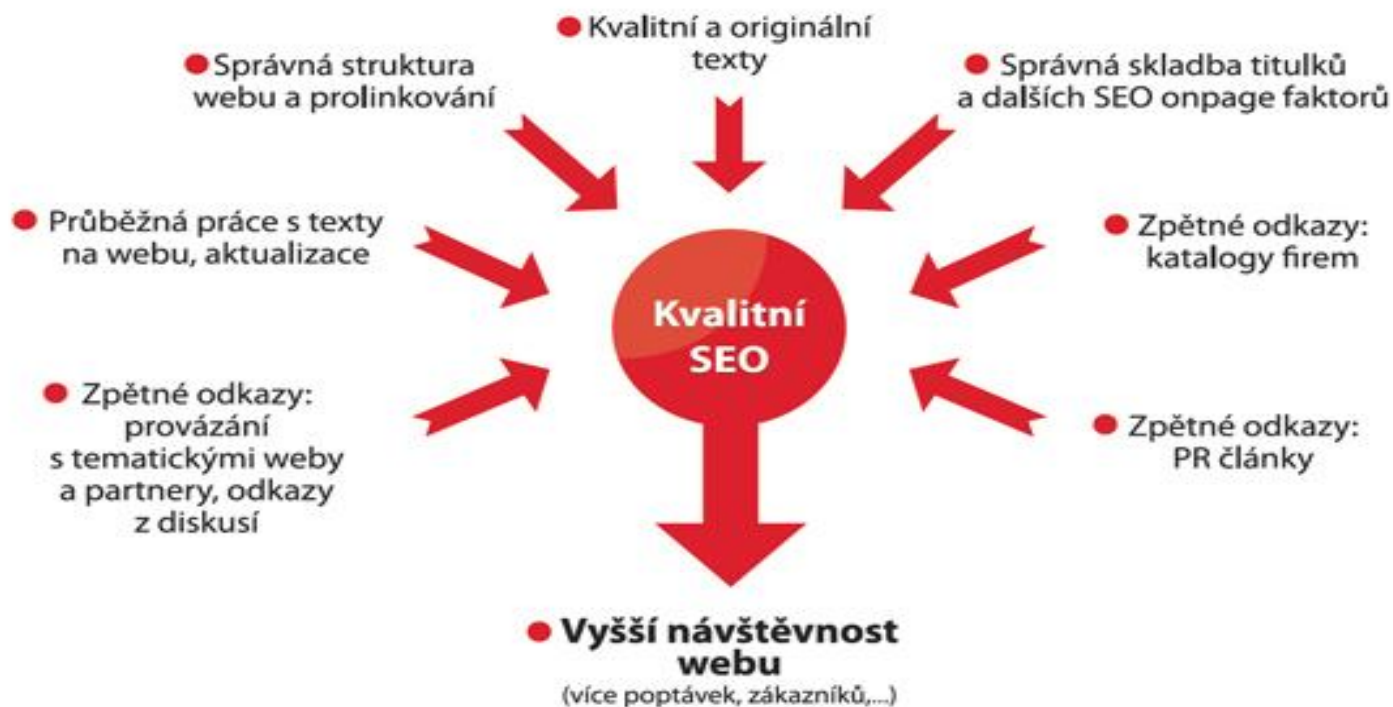 Kvalitní a originální
texty
Správná struktura
webu a prolinkování
Správná skladba titulků
a dalších SEO onpage faktorů
Průběžná práce s texty
na webu, aktualizace
Zpětné odkazy:
katalogy firem
Kvalitní
SEO
Zpětné odkazy:
provázání
s tematickými weby
a partnery, odkazy
z diskusí
Zpětné odkazy:
PR články
Vyšší návštěvnost
webu
(více poptávek, zákazníků,...)